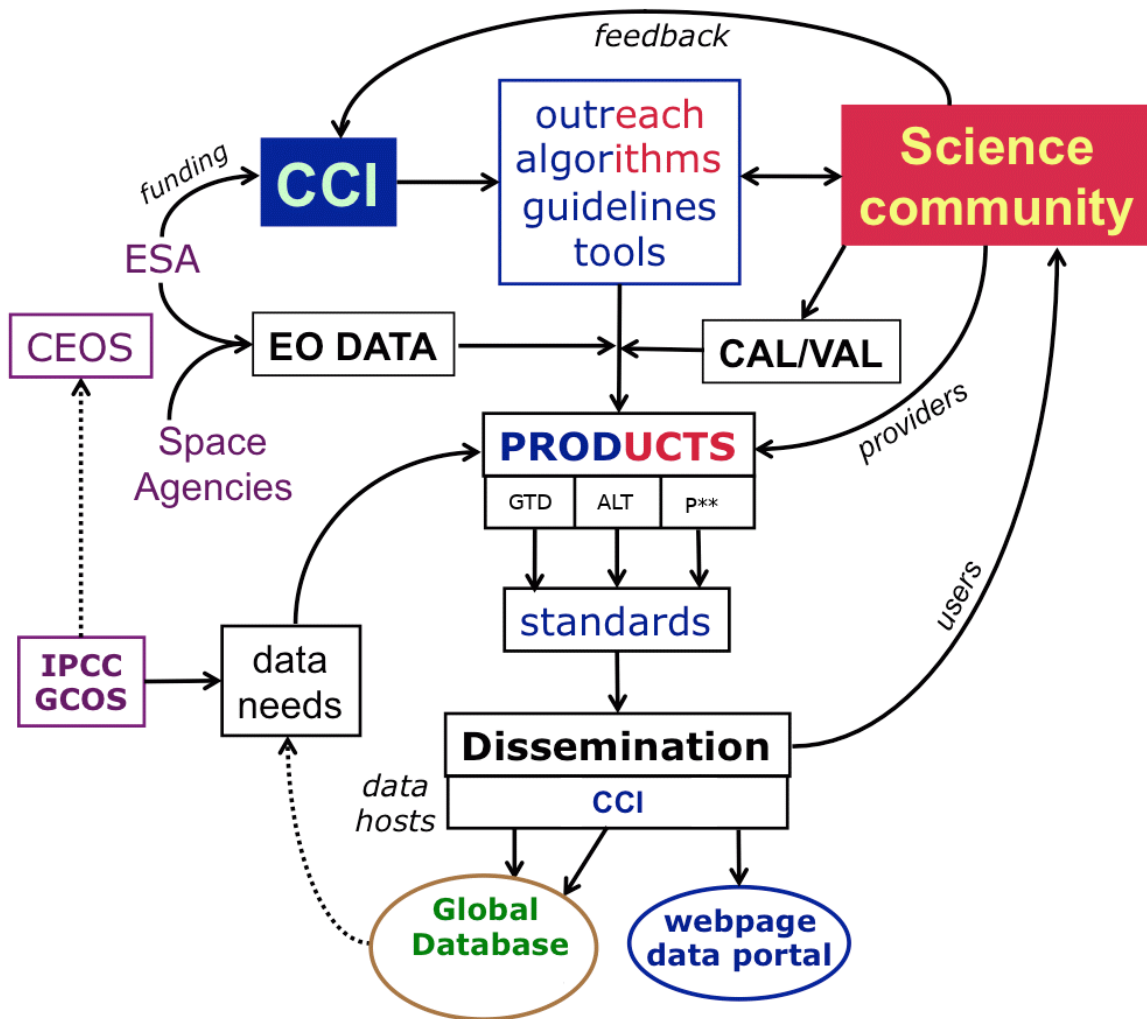 feedback
outreach
algorithms
guidelines
tools
Science
community
CCI
funding
ESA
CEOS
EO DATA
CAL/VAL
Space
Agencies
PRODUCTS
providers
GTD
ALT
P**
standards
users
IPCC
GCOS
data
needs
Dissemination
data
hosts
CCI
Global
Database
webpage
data portal